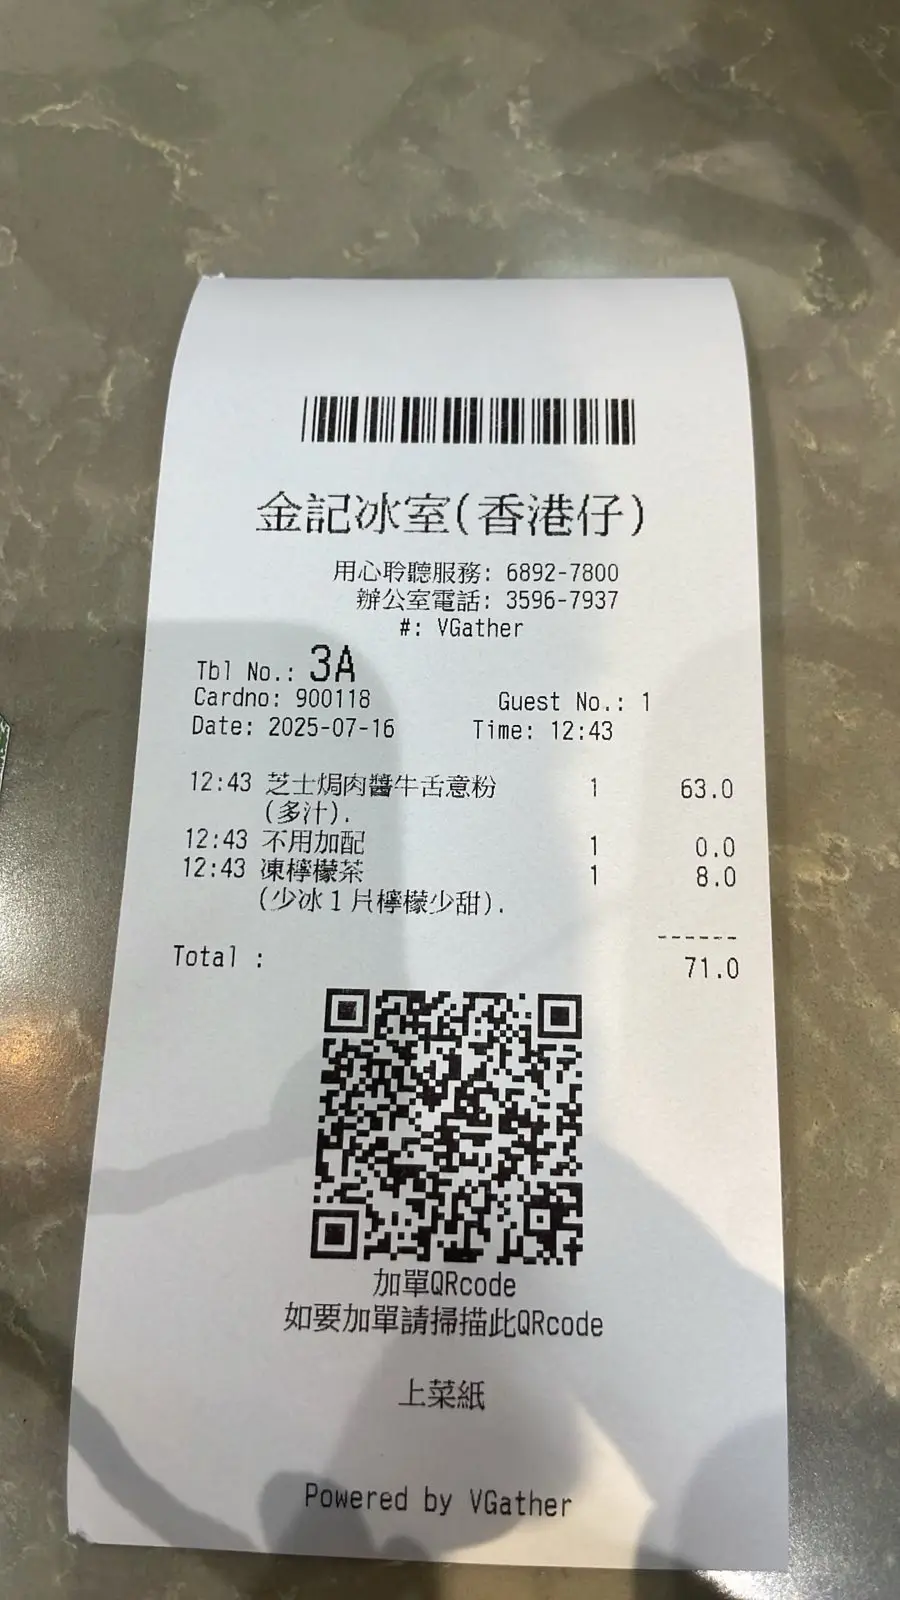 金記冰室(香港仔)
用心聆聽服務: 6892-7800
辦公室電話: 3596-7937
#: VGather
Tbl No.: 3A
Cardno: 900118 Guest No.: 1
Date: 2025-07-16 Time: 12:43
12:43 芝士焗肉醬牛舌意粉 1 63.0
(多汁).
12:43 不用加配 1 0.0
12:43 凍檸檬茶 1 8.0
(少冰1片檸檬少甜).
------
Total : 71.0
加單QRcode
如要加單請掃描此QRcode
上菜紙
Powered by VGather